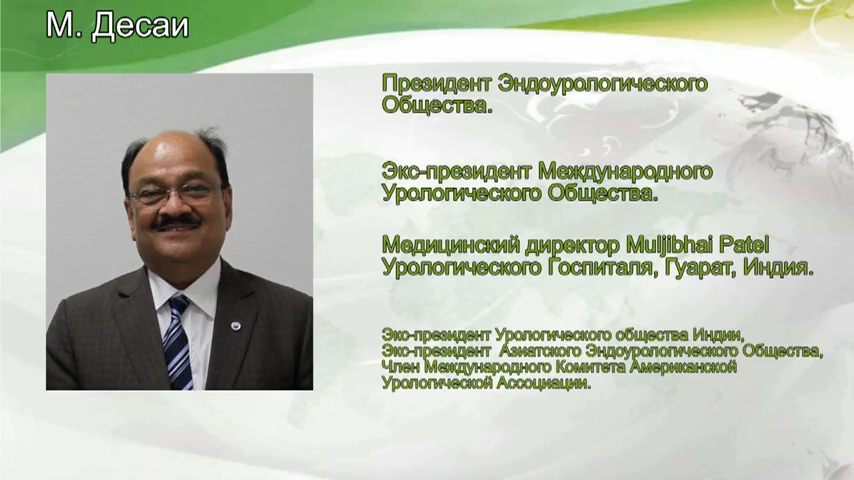 М. Десаи
Президент Эндоурологического
Общества.
Экс-президент Международного
Урологического Общества.
Медицинский директор Muljibhai Patel
Урологического Госпиталя, Гуарат, Индия.
Экс-президент Урологического общества Индии,
Экс-президент Азиатского Эндоурологического Общества,
Член Международного Комитета Американской
Урологической Ассоциации.